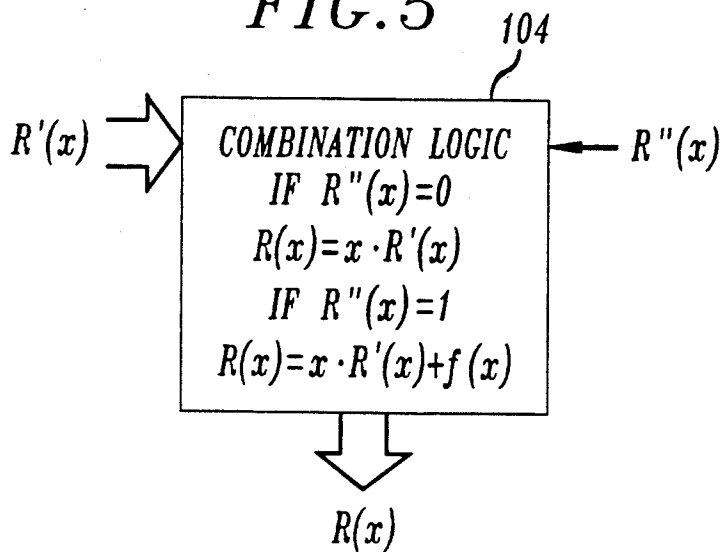 FIG.5
104
R'(x)
COMBINATION LOGIC
R"(x)
IF R"(x)=0
R(x)=x·R'(x)
IF R"(x)=1
R(x)=x·R'(x)+f(x)
R(x)